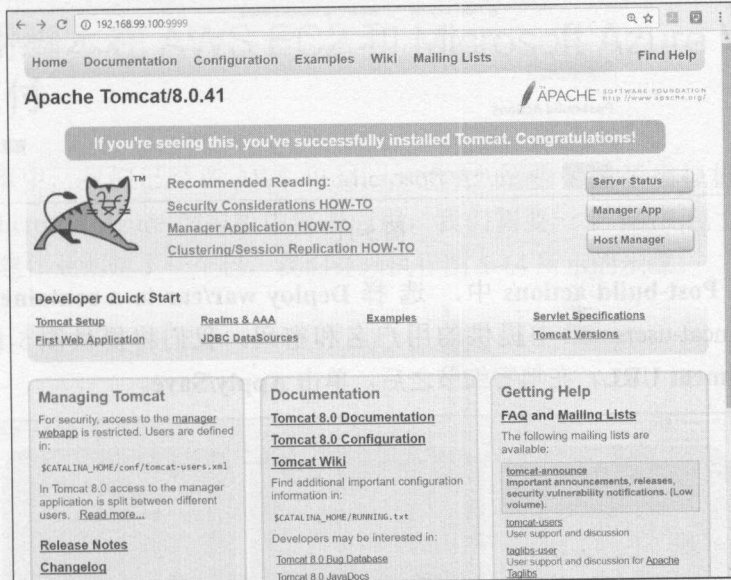 192.168.99.100:9999
Home Documentation Configuration Examples Wiki Mailing Lists Find Help
Apache Tomcat/8.0.41
APACHE SOFTWARE FOUNDATION
http://www.apache.org/
If you're seeing this, you've successfully installed Tomcat. Congratulations!
TM
Recommended Reading:
Security Considerations HOW-TO
Manager Application HOW-TO
Clustering/Session Replication HOW-TO
Server Status
Manager App
Host Manager
Developer Quick Start
Tomcat Setup
First Web Application
Realms & AAA
JDBC DataSources
Examples
Servlet Specifications
Tomcat Versions
Managing Tomcat
For security, access to the manager
webapp is restricted. Users are defined
in:
$CATALINA_HOME/conf/tomcat-users.xml
In Tomcat 8.0 access to the manager
application is split between different
users. Read more...
Release Notes
Changelog
Documentation
Tomcat 8.0 Documentation
Tomcat 8.0 Configuration
Tomcat Wiki
Find additional important configuration
information in:
$CATALINA_HOME/RUNNING.txt
Developers may be interested in:
Tomcat 8.0 Bug Database
Tomcat 8.0 JavaDocs
Getting Help
FAQ and Mailing Lists
The following mailing lists are
available:
tomcat-announce
Important announcements, releases,
security vulnerability notifications. (Low
volume).
tomcat-users
User support and discussion
taglibs-user
User support and discussion for Apache
Taglibs